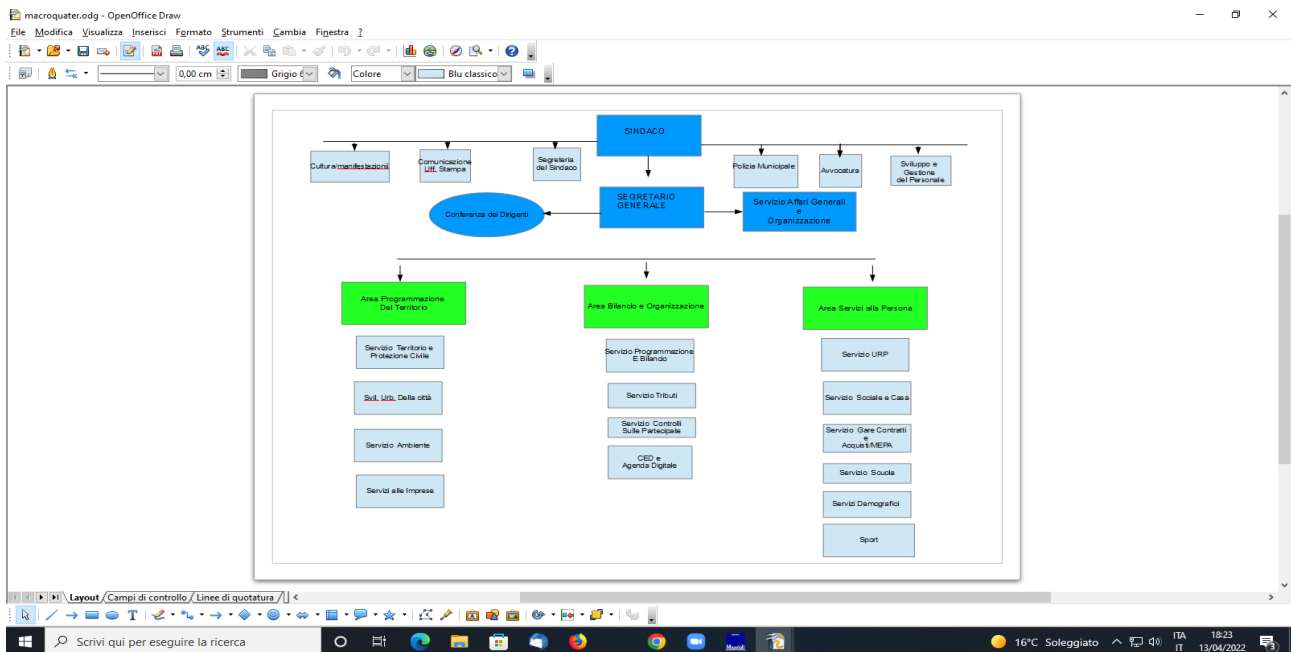 macroquater.odg - OpenOffice Draw
File Modifica Visualizza Inserisci Formato Strumenti Cambia Finestra ?
0,00 cm Grigio 6 Colore Blu classico
SINDACO
Cultura/manifestazioni
Comunicazione
Uff. Stampa
Segreteria
del Sindaco
Polizia Municipale
Avvocatura
Sviluppo e
Gestione
del Personale
Conferenza dei Dirigenti
SEGRETARIO
GENERALE
Servizio Affari Generali
e
Organizzazione
Area Programmazione
Del Territorio
Area Bilancio e Organizzazione
Area Servizi alla Persona
Servizio Territorio e
Protezione Civile
Svil. Urb. Della città
Servizio Ambiente
Servizi alle Imprese
Servizio Programmazione
E Bilancio
Servizio Tributi
Servizio Controlli
Sulle Partecipate
CED e
Agenda Digitale
Servizio URP
Servizio Sociale e Casa
Servizio Gare Contratti
e
Acquisti/MEPA
Servizio Scuola
Servizi Demografici
Sport
Layout Campi di controllo Linee di quotatura
Scrivi qui per eseguire la ricerca
16°C Soleggiato
ITA
IT
18:23
13/04/2022